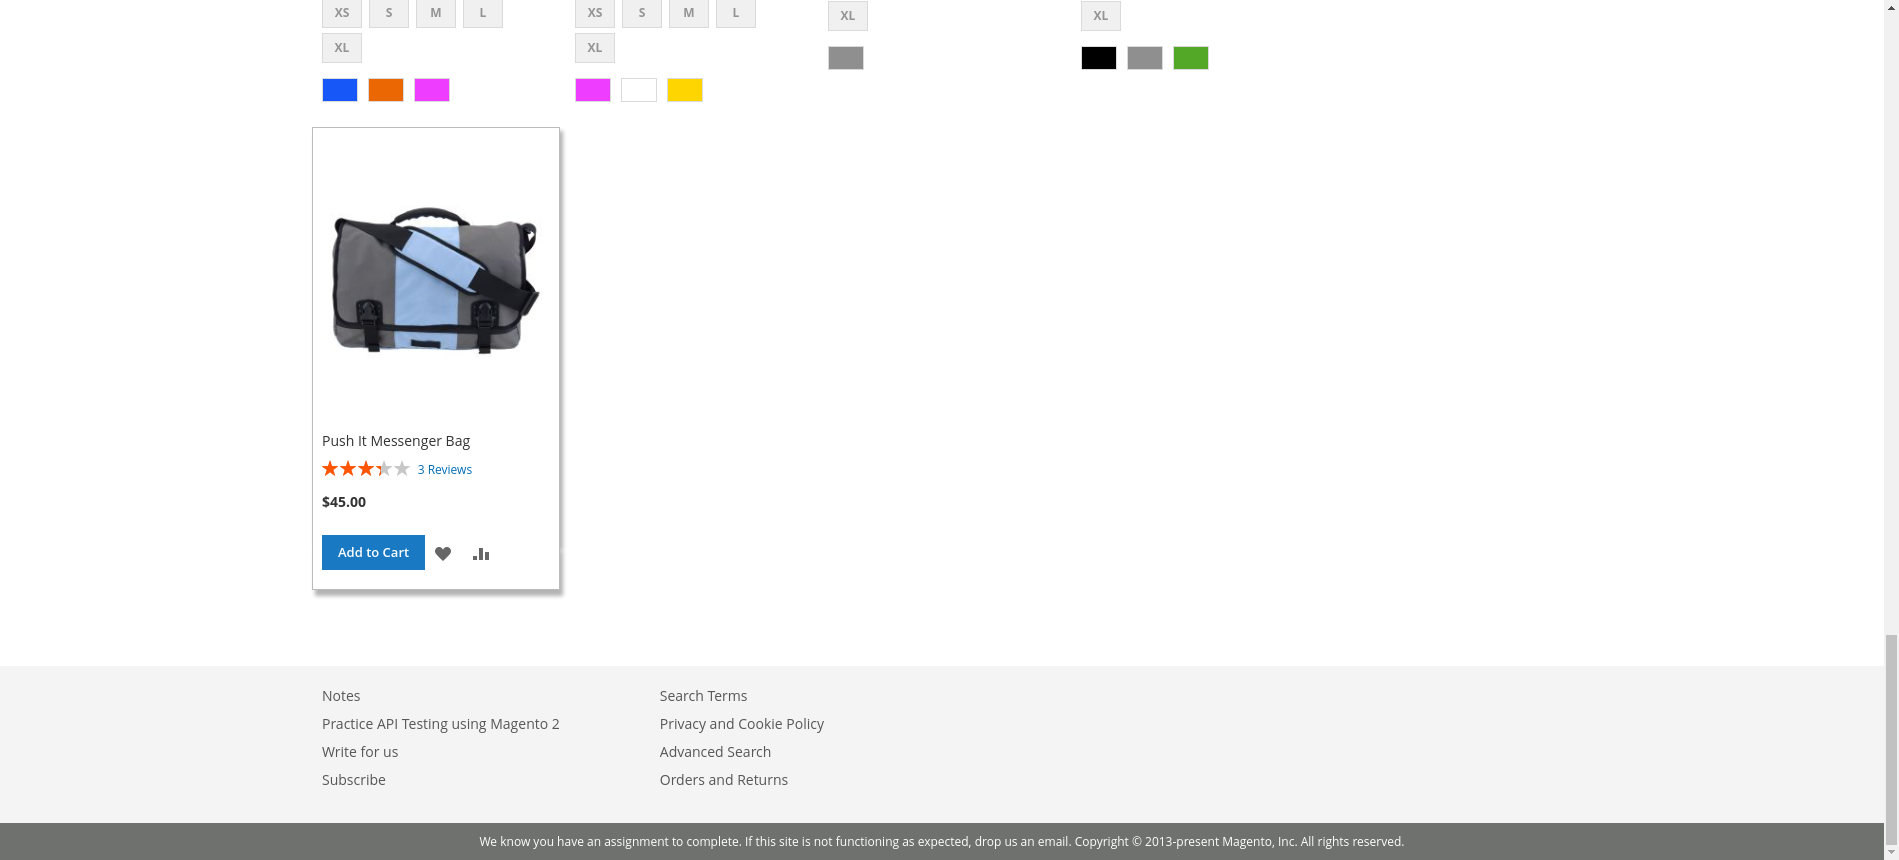 XS S M L XS S M L XL XL
XL XL
Push It Messenger Bag
3 Reviews
$45.00
Add to Cart
Notes Search Terms
Practice API Testing using Magento 2 Privacy and Cookie Policy
Write for us Advanced Search
Subscribe Orders and Returns
We know you have an assignment to complete. If this site is not functioning as expected, drop us an email. Copyright © 2013-present Magento, Inc. All rights reserved.